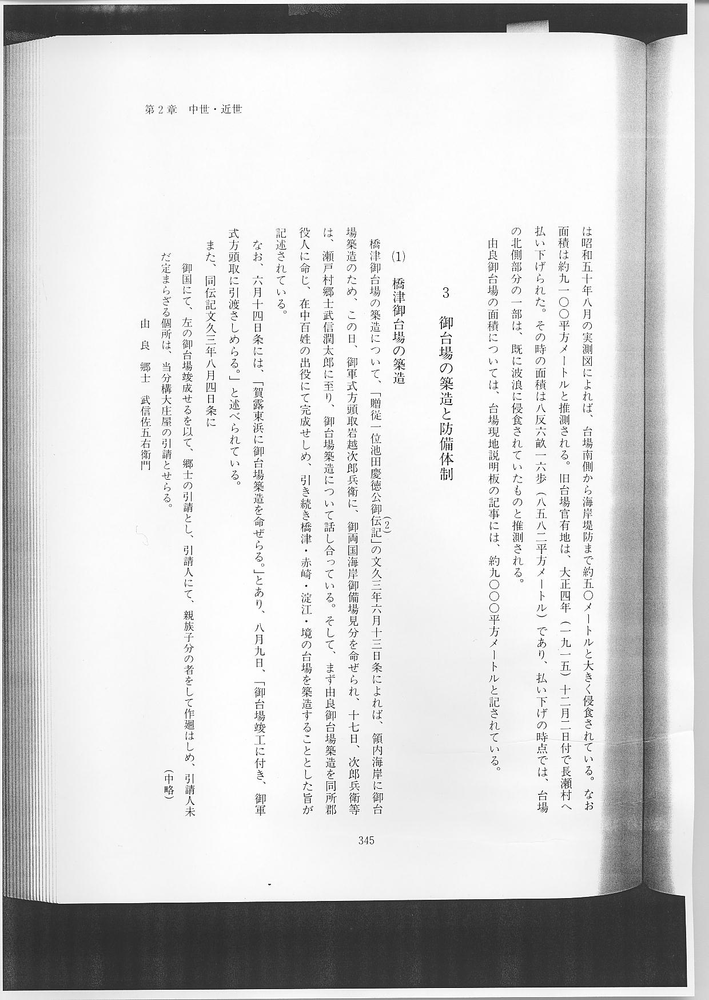 第2章　中世・近世
は昭和五十年八月の実測図によれば、台場南側から海岸堤防まで約五〇メートルと大きく侵食されている。なお
面積は約九一〇〇平方メートルと推測される。旧台場官有地は、大正四年（一九一五）十二月二日付で長瀬村へ
払い下げられた。その時の面積は八反六畝一六歩（八五八二平方メートル）であり、払い下げの時点では、台場
の北側部分の一部は、既に波浪に侵食されていたものと推測される。
由良御台場の面積については、台場現地説明板の記事には、約九〇〇〇平方メートルと記されている。
3　御台場の築造と防備体制
(1)　橋津御台場の築造
橋津御台場の築造について、「贈従一位池田慶徳公御伝記」(2)の文久三年六月十三日条によれば、領内海岸に御台
場築造のため、この日、御軍式方頭取岩越次郎兵衛に、御両国海岸御備場見分を命ぜられ、十七日、次郎兵衛等
は、瀬戸村郷士武信潤太郎に至り、御台場築造について話し合っている。そして、まず由良御台場築造を同所郡
役人に命じ、在中百姓の出役にて完成せしめ、引き続き橋津・赤崎・淀江・境の台場を築造することとした旨が
記述されている。
なお、六月十四日条には、「賀露東浜に御台場築造を命ぜらる。」とあり、八月九日、「御台場竣工に付き、御軍
式方頭取に引渡さしめらる。」と述べられている。
また、同伝記文久三年八月四日条に
御国にて、左の御台場竣成せるを以て、郷士の引請とし、引請人にて、親族子分の者をして作廻はしめ、引請人未
だ定まらざる個所は、当分構大庄屋の引請とせらる。　（中略）
由　良　郷士　武信佐五右衛門
345